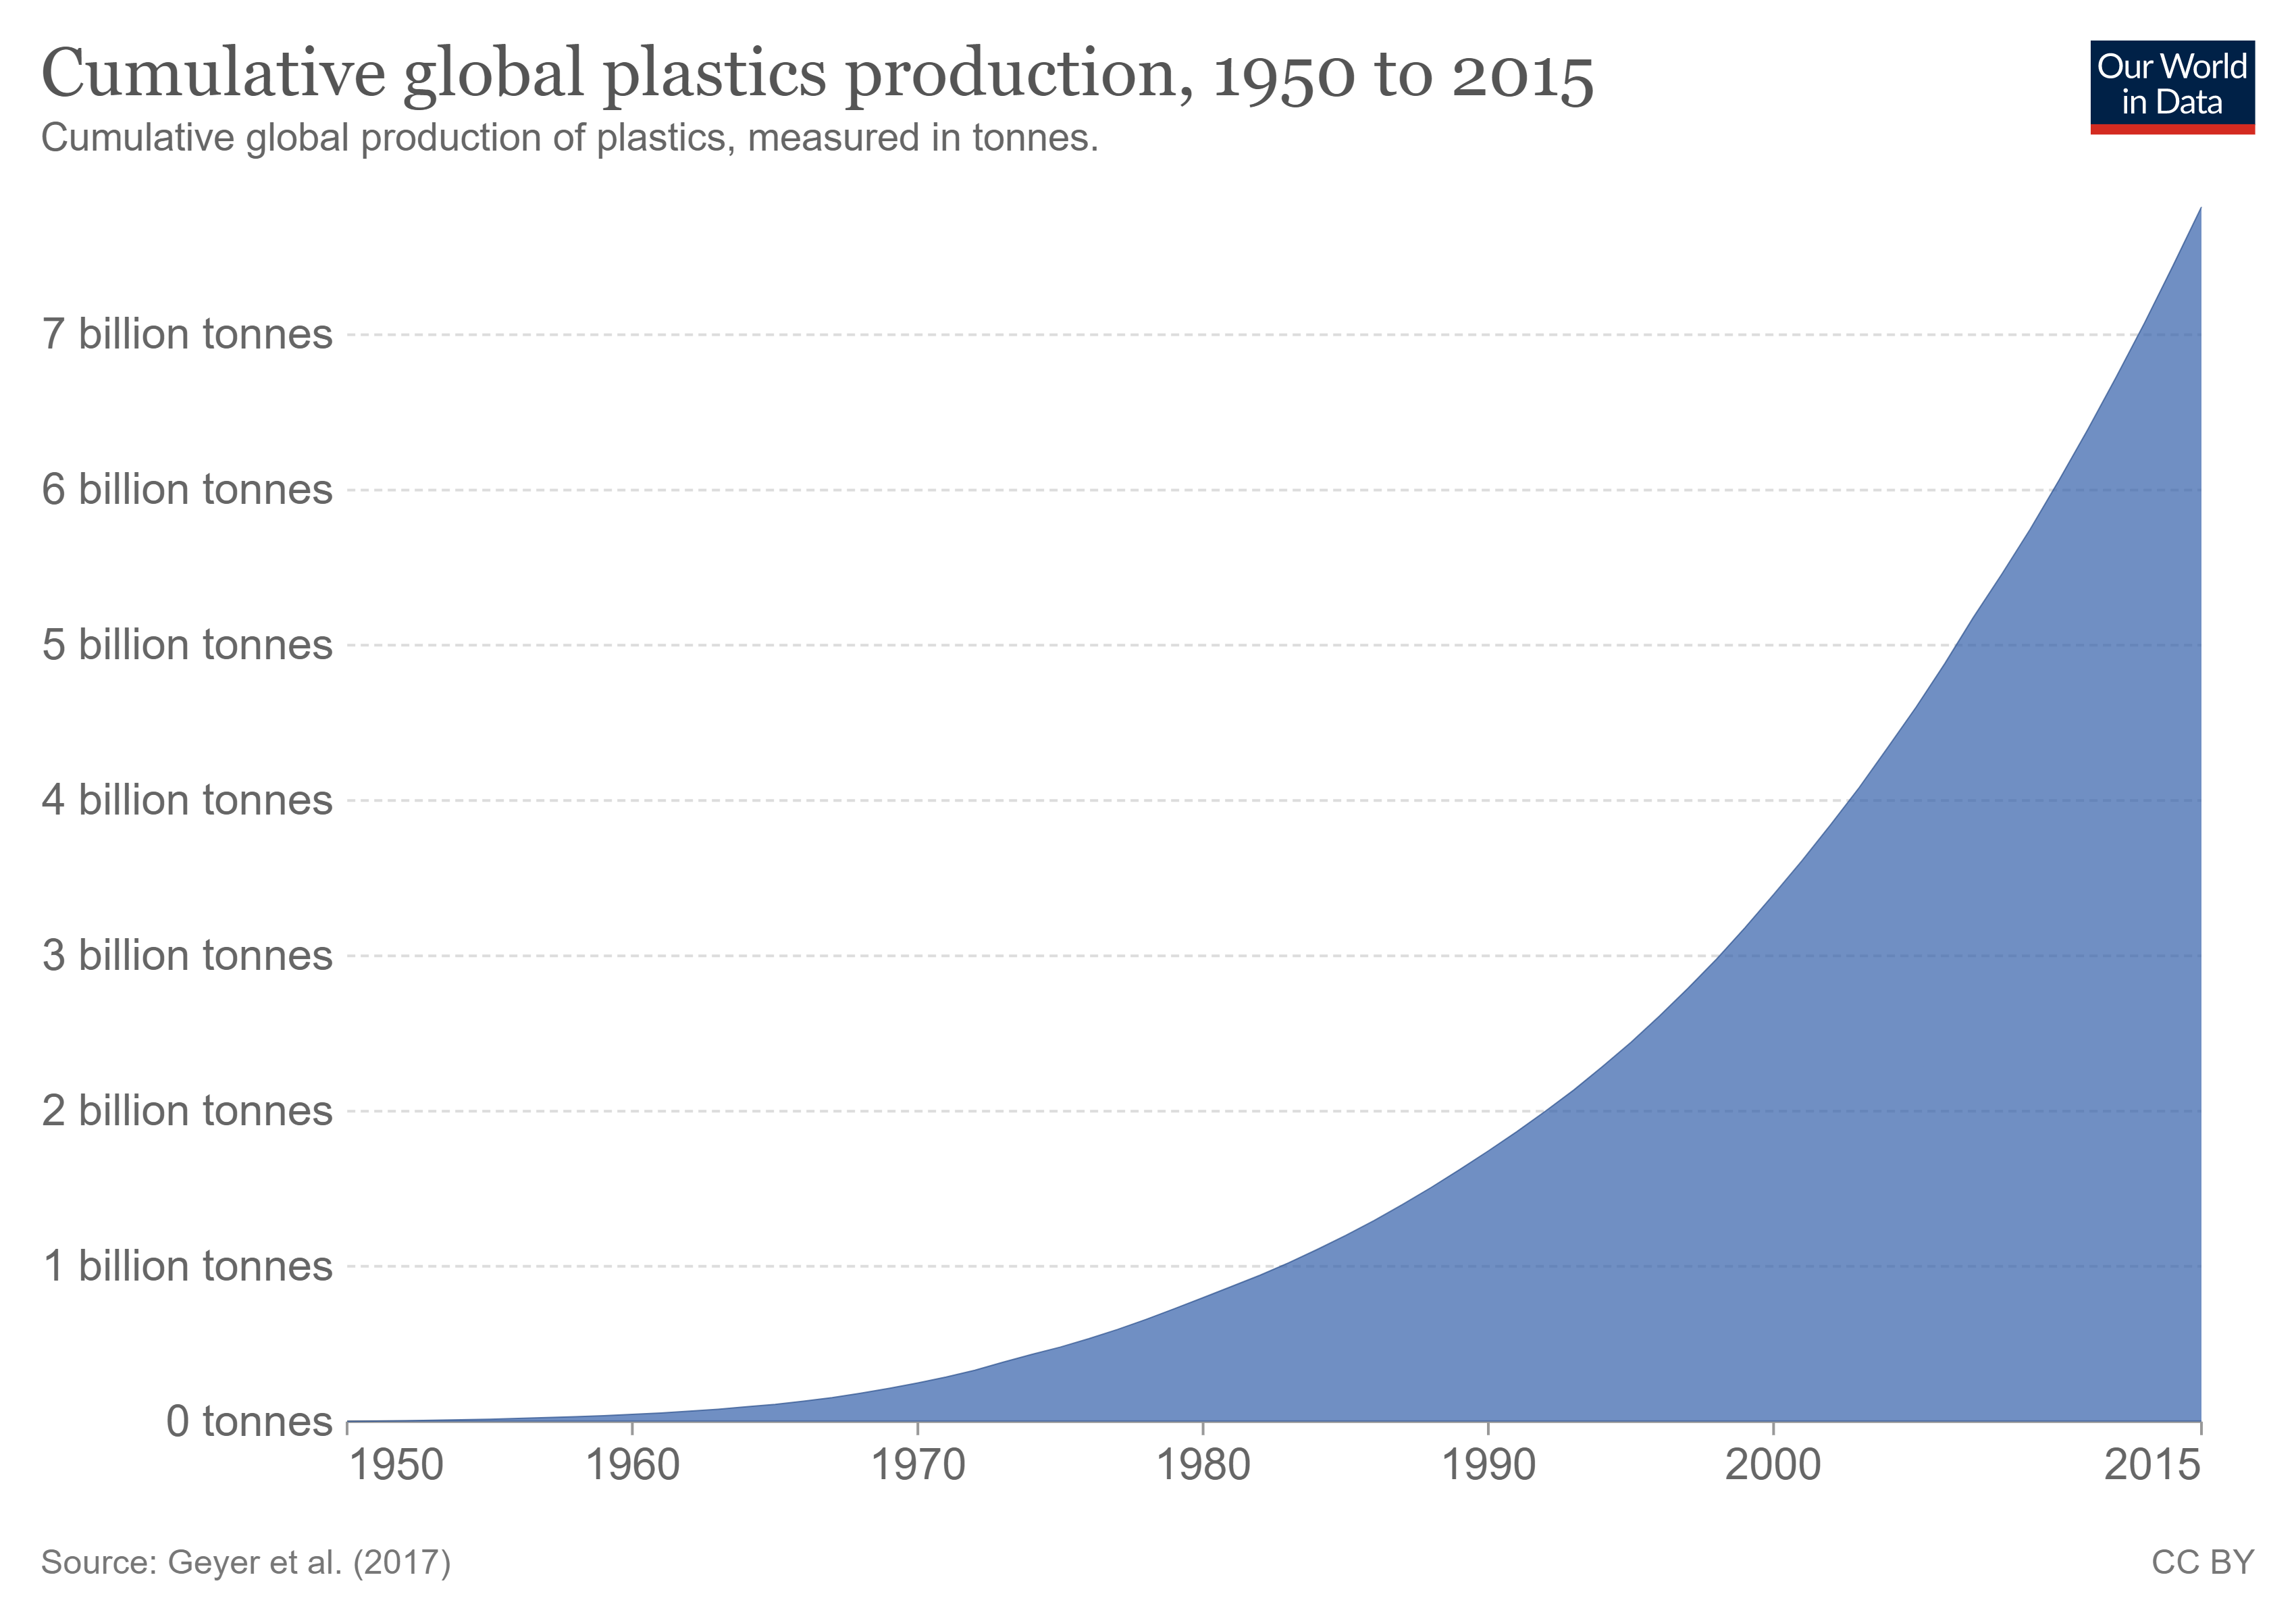 Cumulative global plastics production, 1950 to 2015
Cumulative global production of plastics, measured in tonnes.
Our World
in Data
7 billion tonnes
6 billion tonnes
5 billion tonnes
4 billion tonnes
3 billion tonnes
2 billion tonnes
1 billion tonnes
0 tonnes
1950 1960 1970 1980 1990 2000 2015
Source: Geyer et al. (2017)
CC BY